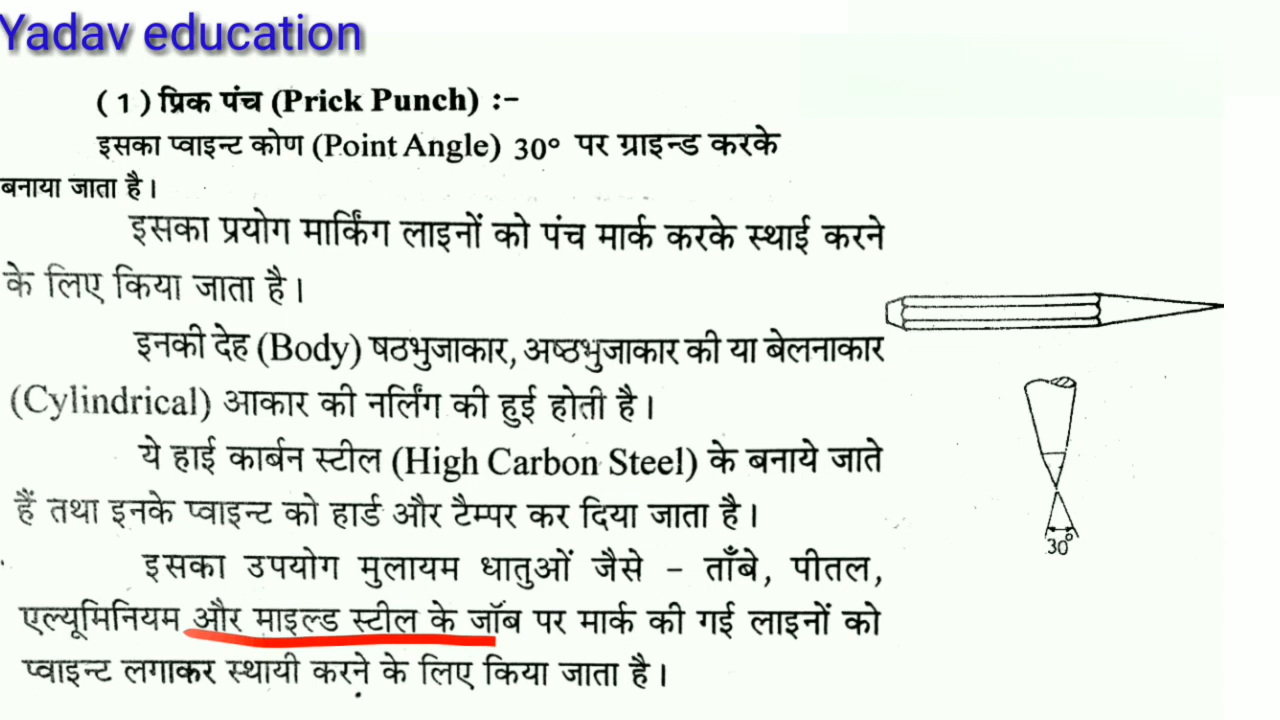 Yadav education
(1) प्रिक पंच (Prick Punch) :-
इसका प्वाइन्ट कोण (Point Angle) 30° पर ग्राइन्ड करके
बनाया जाता है।
इसका प्रयोग मार्किंग लाइनों को पंच मार्क करके स्थाई करने
के लिए किया जाता है।
इनकी देह (Body) षठभुजाकार, अष्ठभुजाकार की या बेलनाकार
(Cylindrical) आकार की नर्लिंग की हुई होती है।
ये हाई कार्बन स्टील (High Carbon Steel) के बनाये जाते
हैं तथा इनके प्वाइन्ट को हार्ड और टैम्पर कर दिया जाता है।
इसका उपयोग मुलायम धातुओं जैसे - ताँबे, पीतल,
एल्यूमिनियम और माइल्ड स्टील के जॉब पर मार्क की गई लाइनों को
प्वाइन्ट लगाकर स्थायी करने के लिए किया जाता है।
30°